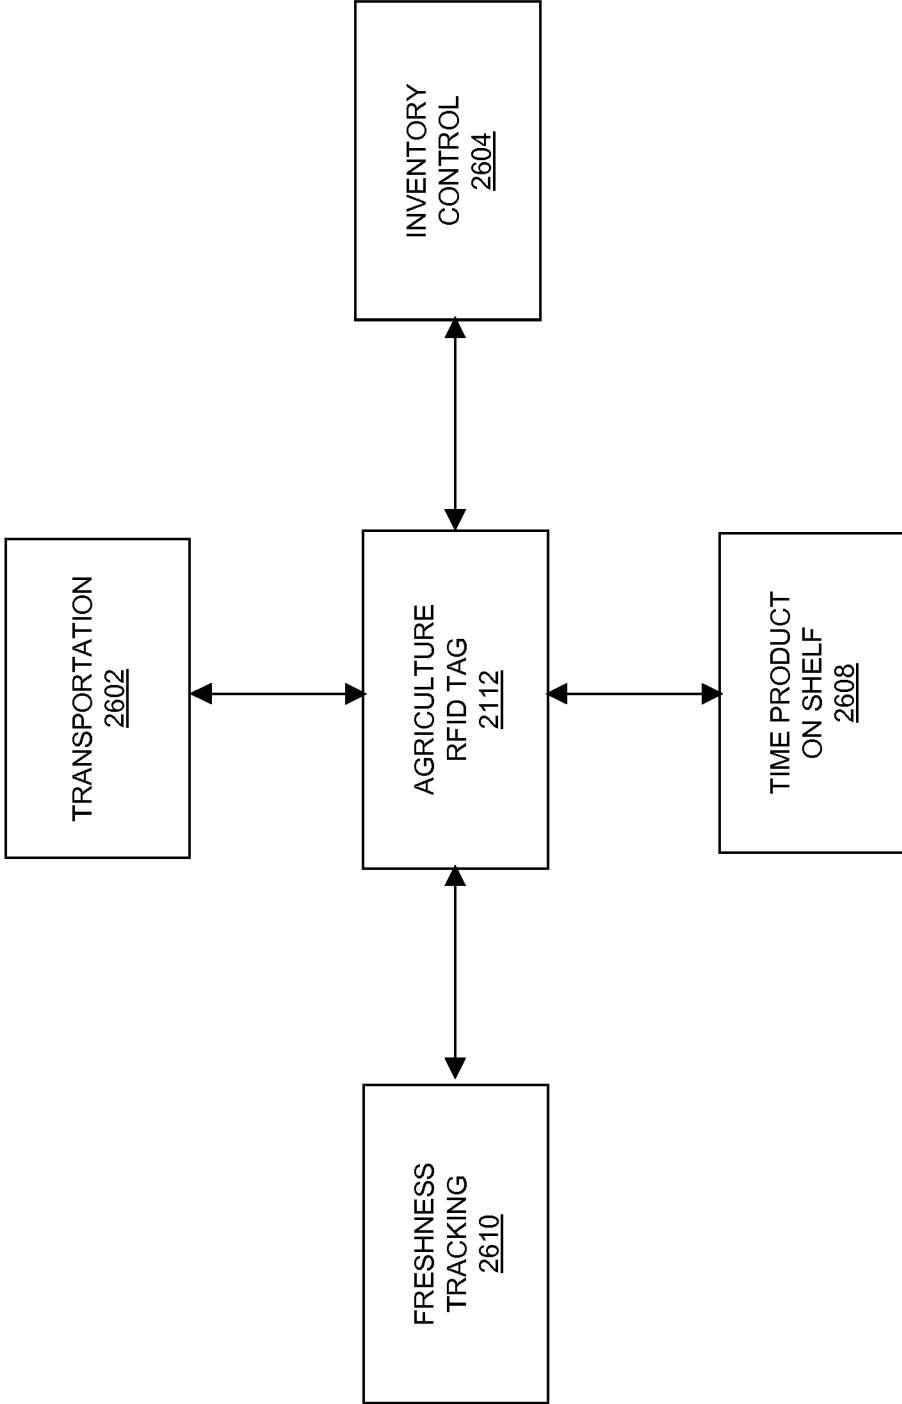 TRANSPORTATION
2602
FRESHNESS
TRACKING
2610
AGRICULTURE
RFID TAG
2112
INVENTORY
CONTROL
2604
TIME PRODUCT
ON SHELF
2608